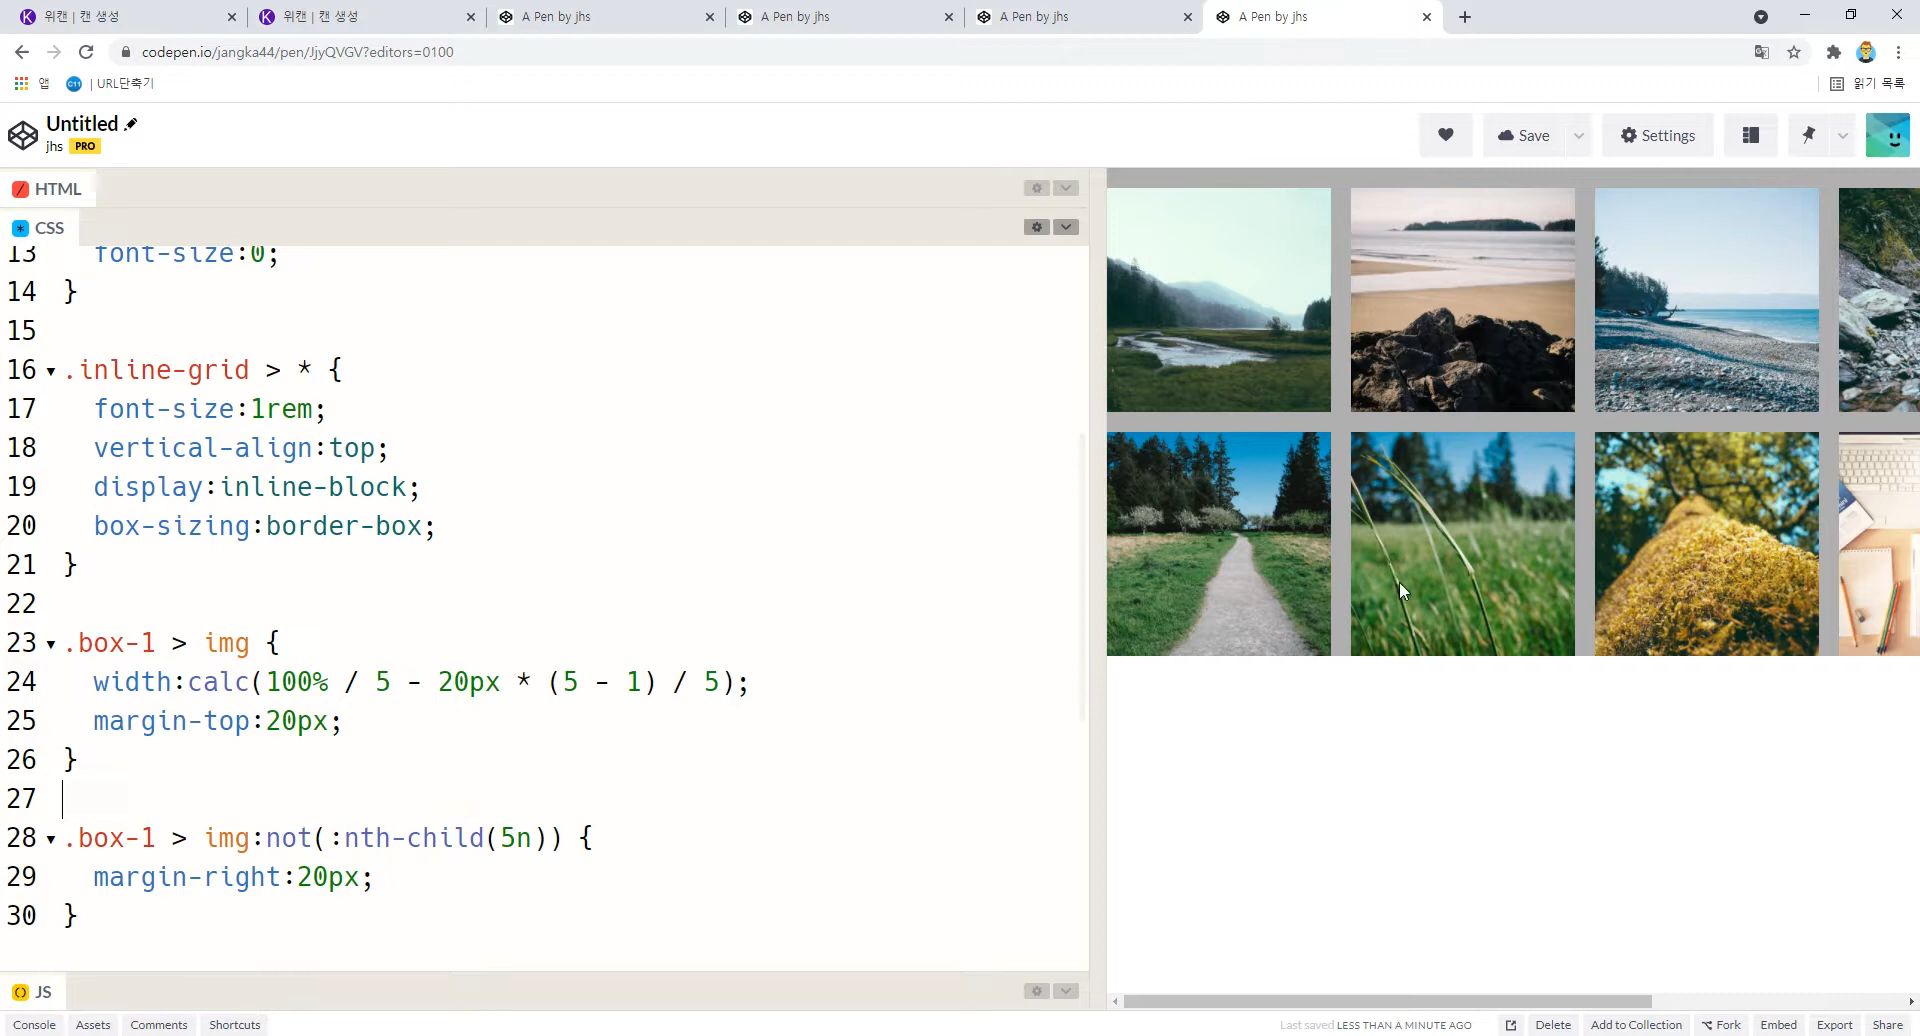 위캔 | 캔 생성
위캔 | 캔 생성
A Pen by jhs
A Pen by jhs
A Pen by jhs
A Pen by jhs
codepen.io/jangka44/pen/JjyQVGV?editors=0100
앱
| URL단축기
읽기 목록
Untitled
jhs PRO
Save
Settings
HTML
CSS
13 font-size:0;
14 }
15
16 .inline-grid > * {
17 font-size:1rem;
18 vertical-align:top;
19 display:inline-block;
20 box-sizing:border-box;
21 }
22
23 .box-1 > img {
24 width:calc(100% / 5 - 20px * (5 - 1) / 5);
25 margin-top:20px;
26 }
27
28 .box-1 > img:not(:nth-child(5n)) {
29 margin-right:20px;
30 }
JS
Console Assets Comments Shortcuts
Last saved LESS THAN A MINUTE AGO
Delete Add to Collection Fork Embed Export Share